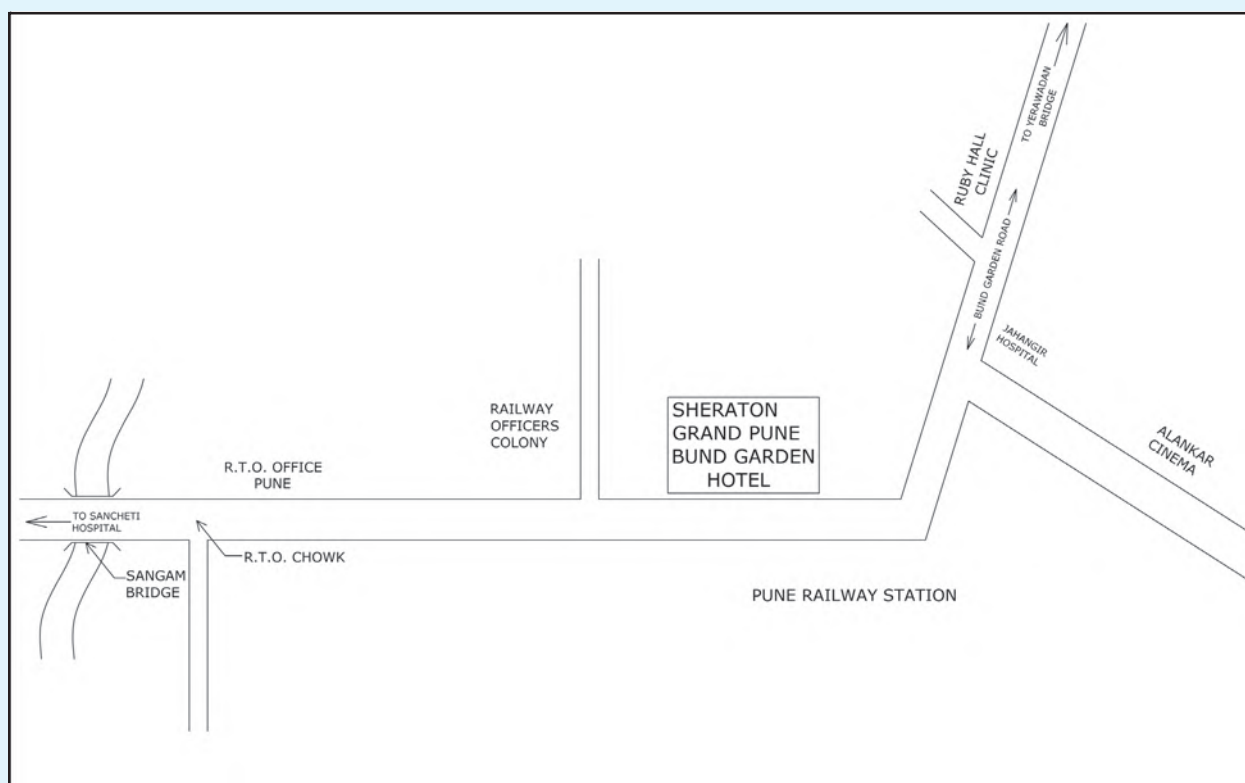 TO YERAWADAN
BRIDGE
RUBY HALL
CLINIC
BUND GARDEN ROAD
JAHANGIR
HOSPITAL
ALANKAR
CINEMA
SHERATON
GRAND PUNE
BUND GARDEN
HOTEL
RAILWAY
OFFICERS
COLONY
R.T.O. OFFICE
PUNE
TO SANCHETI
HOSPITAL
R.T.O. CHOWK
SANGAM
BRIDGE
PUNE RAILWAY STATION